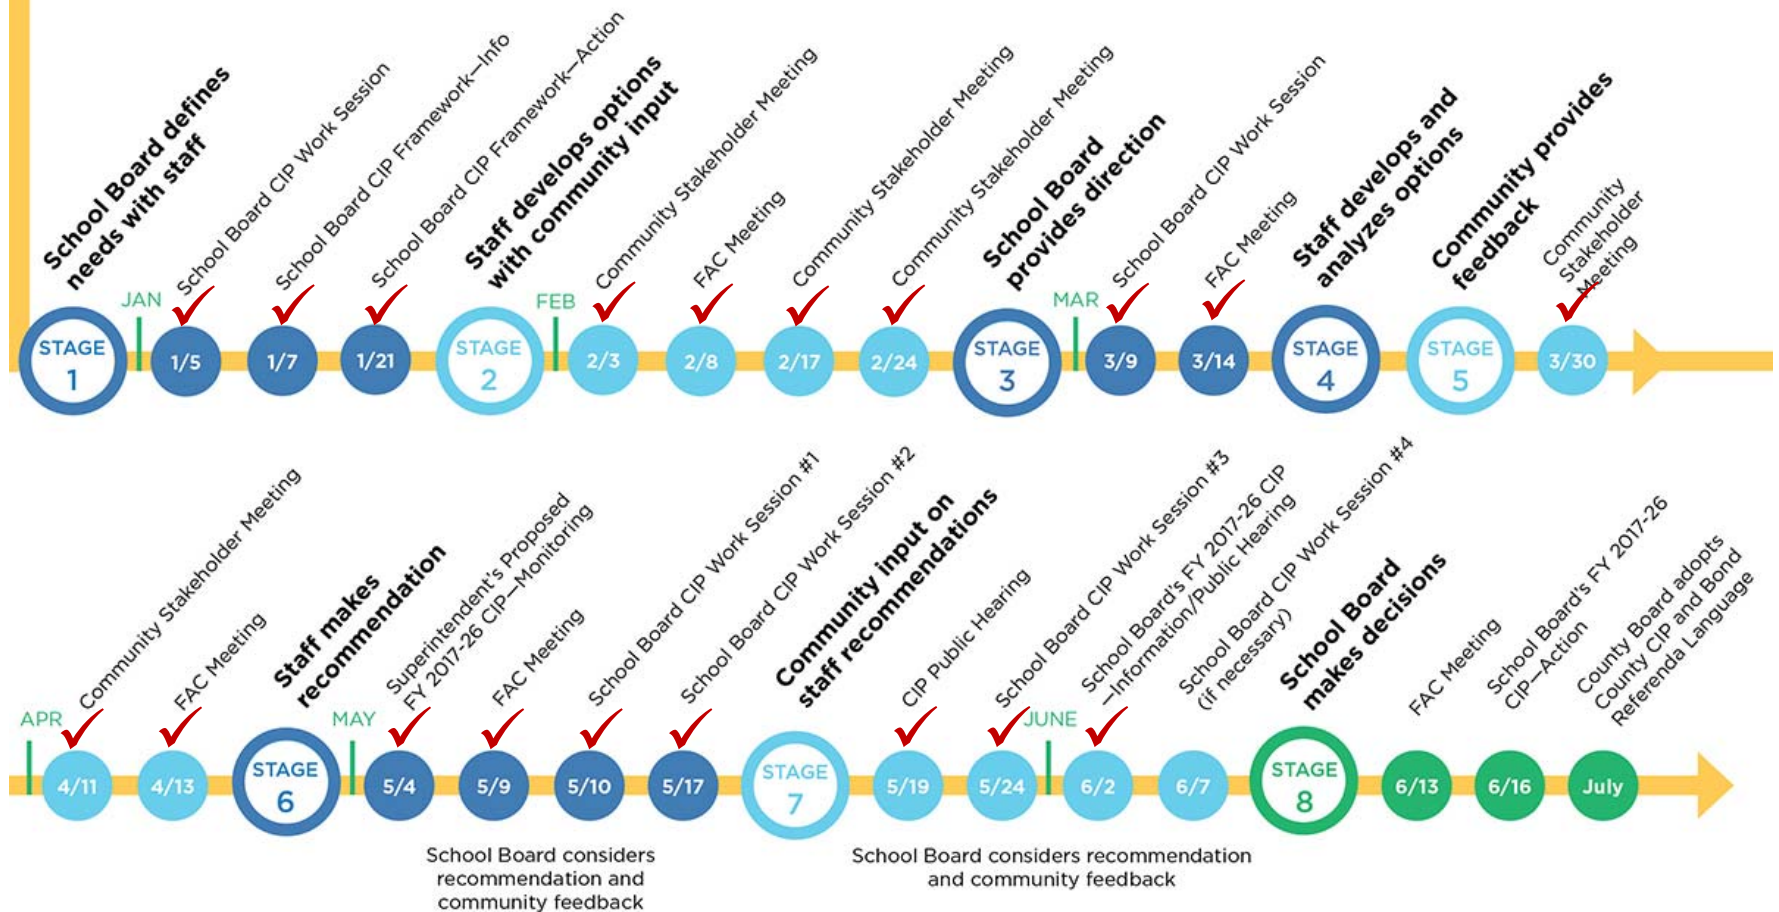 School Board defines
needs with staff
STAGE
1
JAN
School Board CIP Work Session
1/5
School Board CIP Framework—Info
1/7
School Board CIP Framework—Action
1/21
Staff develops options
with community input
STAGE
2
FEB
Community Stakeholder Meeting
2/3
FAC Meeting
2/8
Community Stakeholder Meeting
2/17
Community Stakeholder Meeting
2/24
School Board
provides direction
STAGE
3
MAR
School Board CIP Work Session
3/9
FAC Meeting
3/14
Staff develops and
analyzes options
STAGE
4
Community provides
feedback
STAGE
5
Community
Stakeholder
Meeting
3/30
APR
Community Stakeholder Meeting
4/11
FAC Meeting
4/13
Staff makes
recommendation
STAGE
6
MAY
Superintendent's Proposed
FY 2017-26 CIP—Monitoring
5/4
FAC Meeting
5/9
School Board CIP Work Session #1
5/10
School Board CIP Work Session #2
5/17
School Board considers
recommendation and
community feedback
Community input on
staff recommendations
STAGE
7
CIP Public Hearing
5/19
School Board CIP Work Session #3
5/24
JUNE
School Board's FY 2017-26 CIP
—Information/Public Hearing
6/2
School Board CIP Work Session #4
(if necessary)
6/7
School Board considers recommendation
and community feedback
School Board
makes decisions
STAGE
8
FAC Meeting
6/13
School Board's FY 2017-26
CIP—Action
6/16
County Board adopts
County CIP and Bond
Referenda Language
July